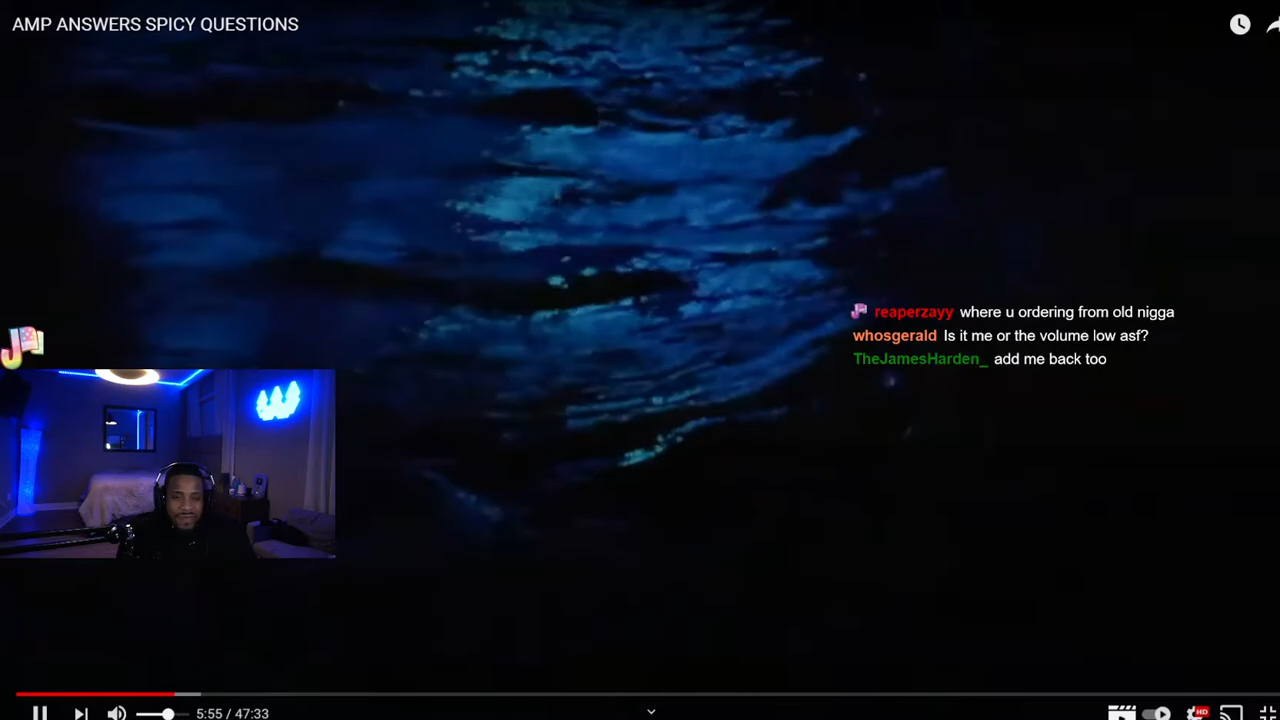 AMP ANSWERS SPICY QUESTIONS
reaperzayy where u ordering from old nigga
whosgerald Is it me or the volume low asf?
TheJamesHarden_ add me back too
5:55 / 47:33
HD